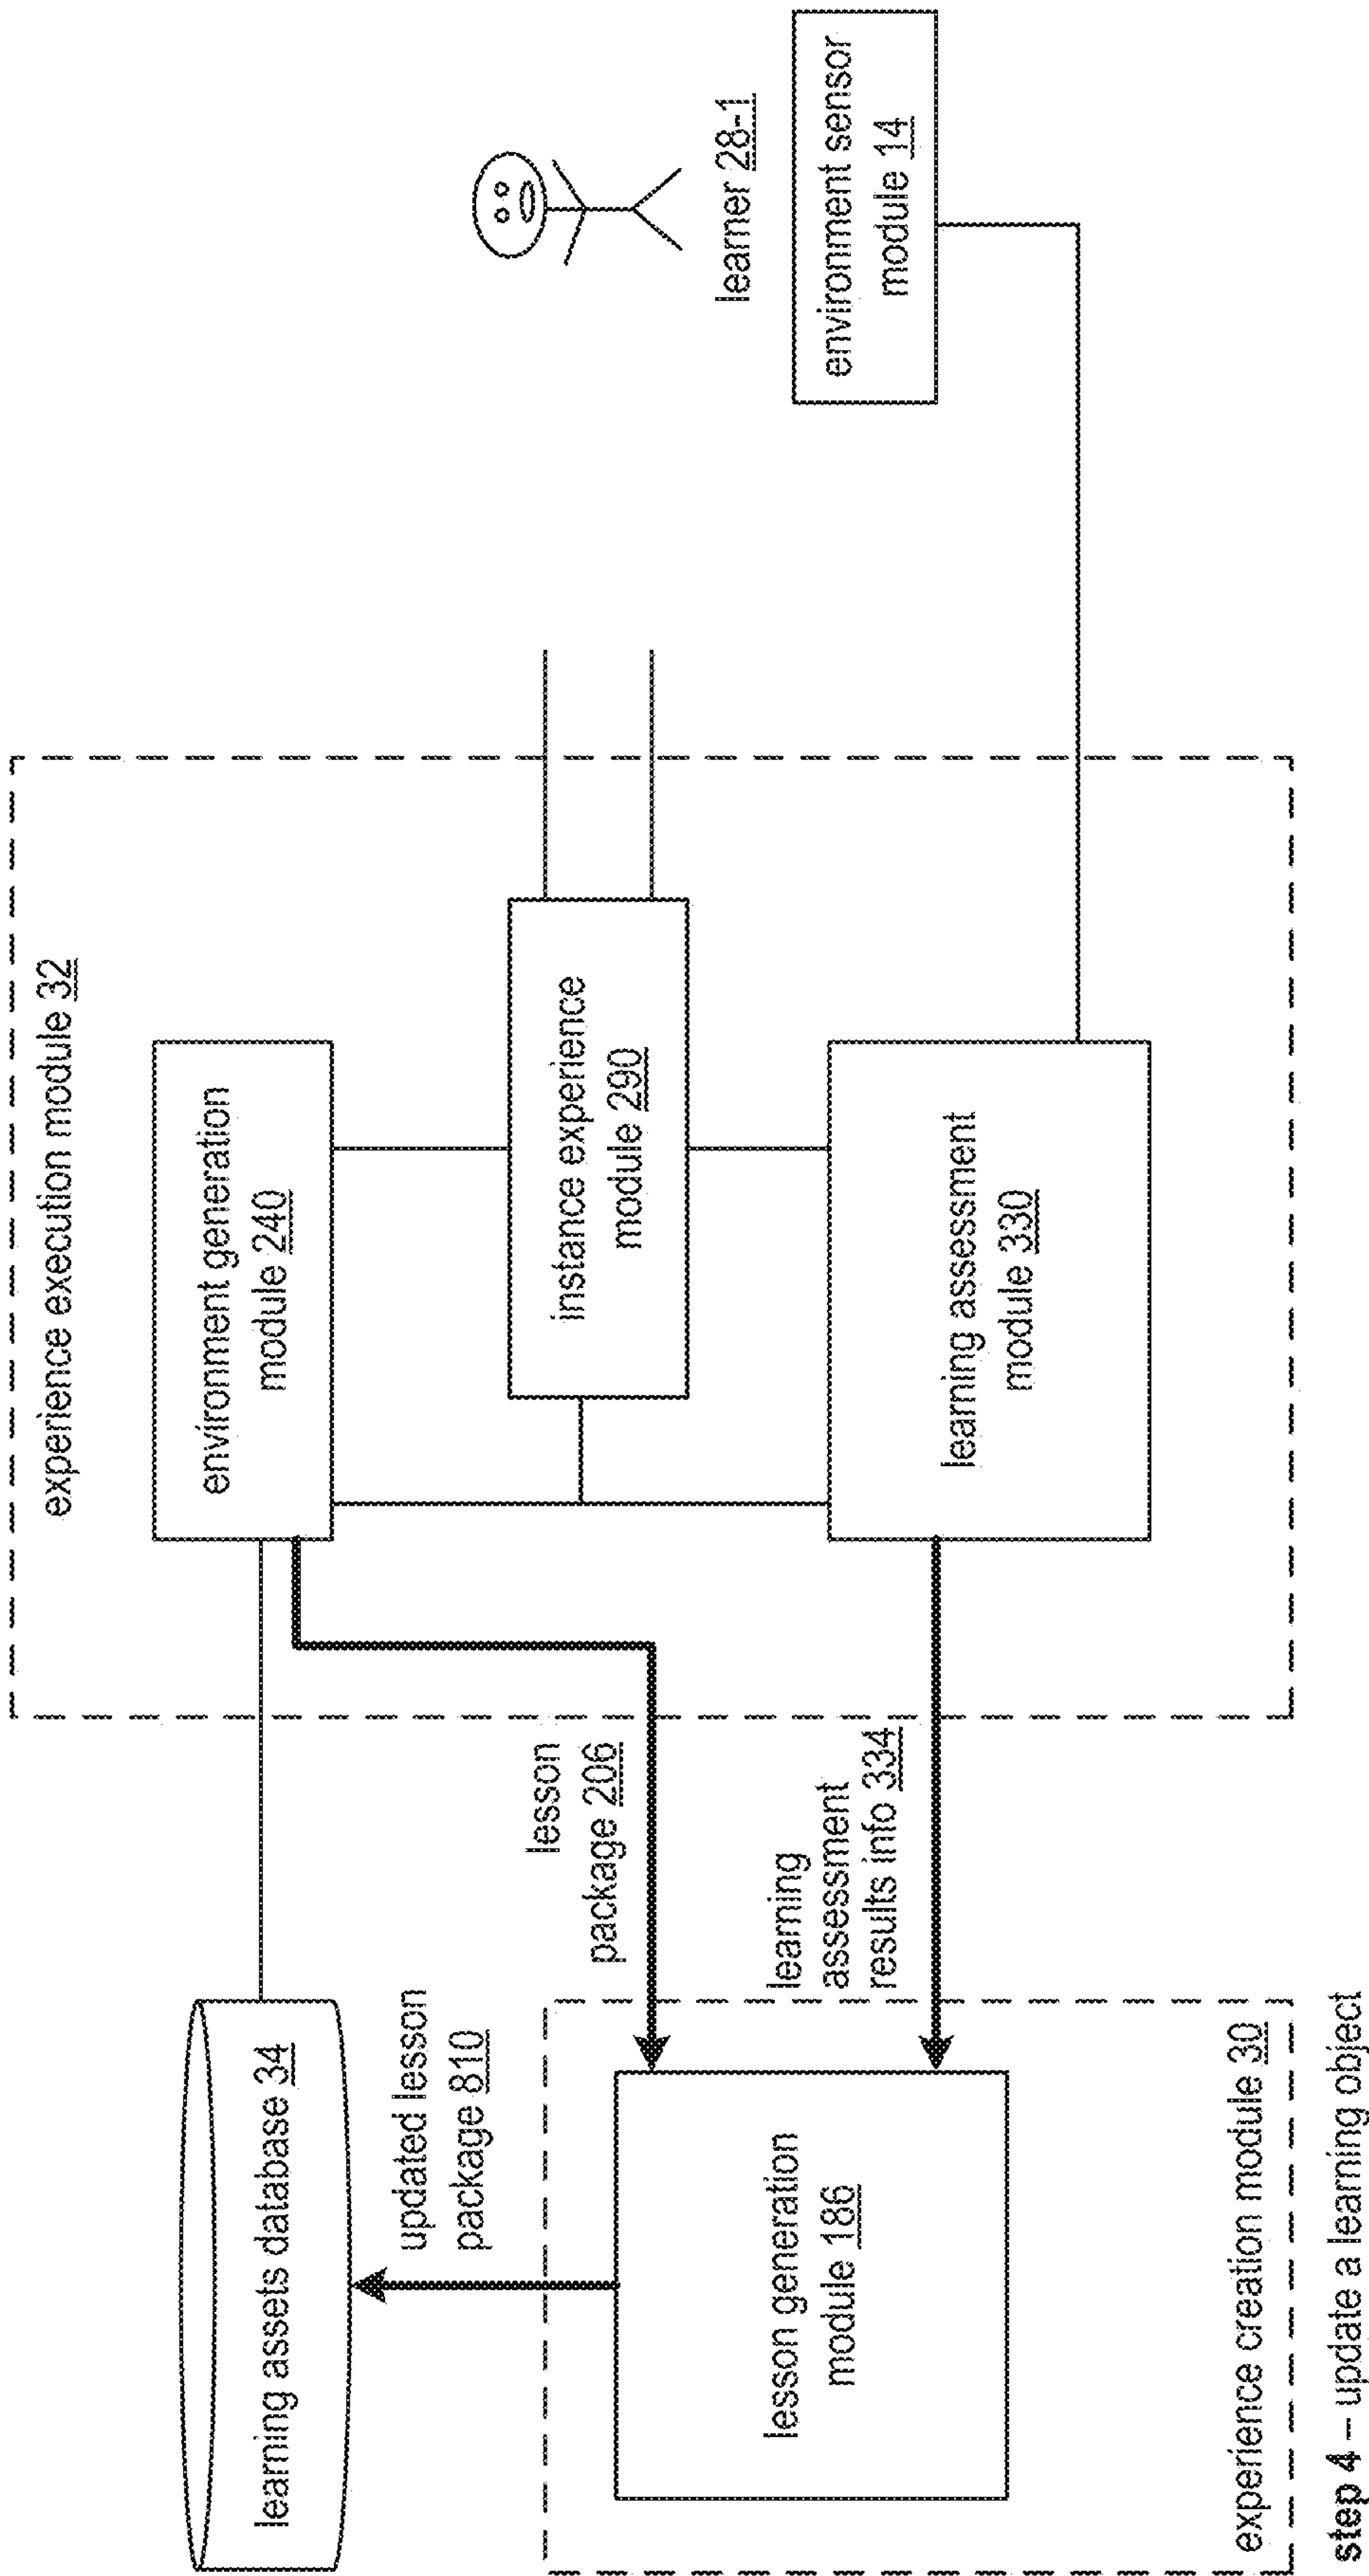 experience execution module 32
learning assets database 34
environment generation
module 240
updated lesson
package 810
lesson
package 206
instance experience
module 290
learner 28-1
lesson generation
module 186
learning
assessment
results info 334
learning assessment
module 330
environment sensor
module 14
experience creation module 30
step 4 – update a learning object